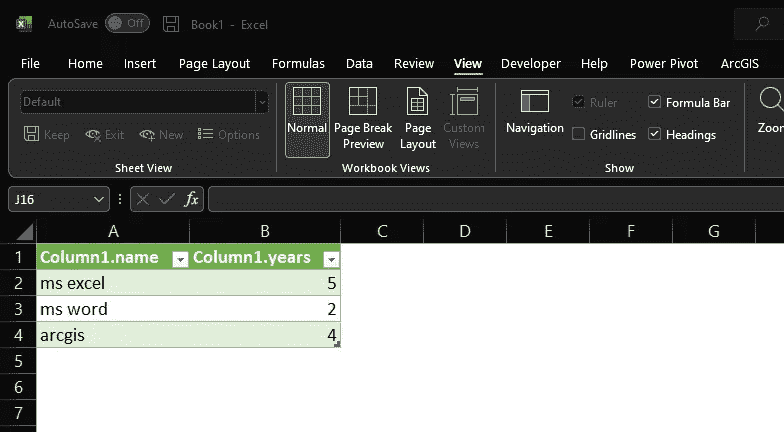 AutoSave Off Book1 - Excel
File Home Insert Page Layout Formulas Data Review View Developer Help Power Pivot ArcGIS
Default
Keep Exit New Options
Normal Page Break Preview Page Layout Custom Views
Navigation Ruler Formula Bar
Gridlines Headings
Zoom
Sheet View Workbook Views Show
J16 fx
A B C D E F G
1 Column1.name Column1.years
2 ms excel 5
3 ms word 2
4 arcgis 4
5
6
7